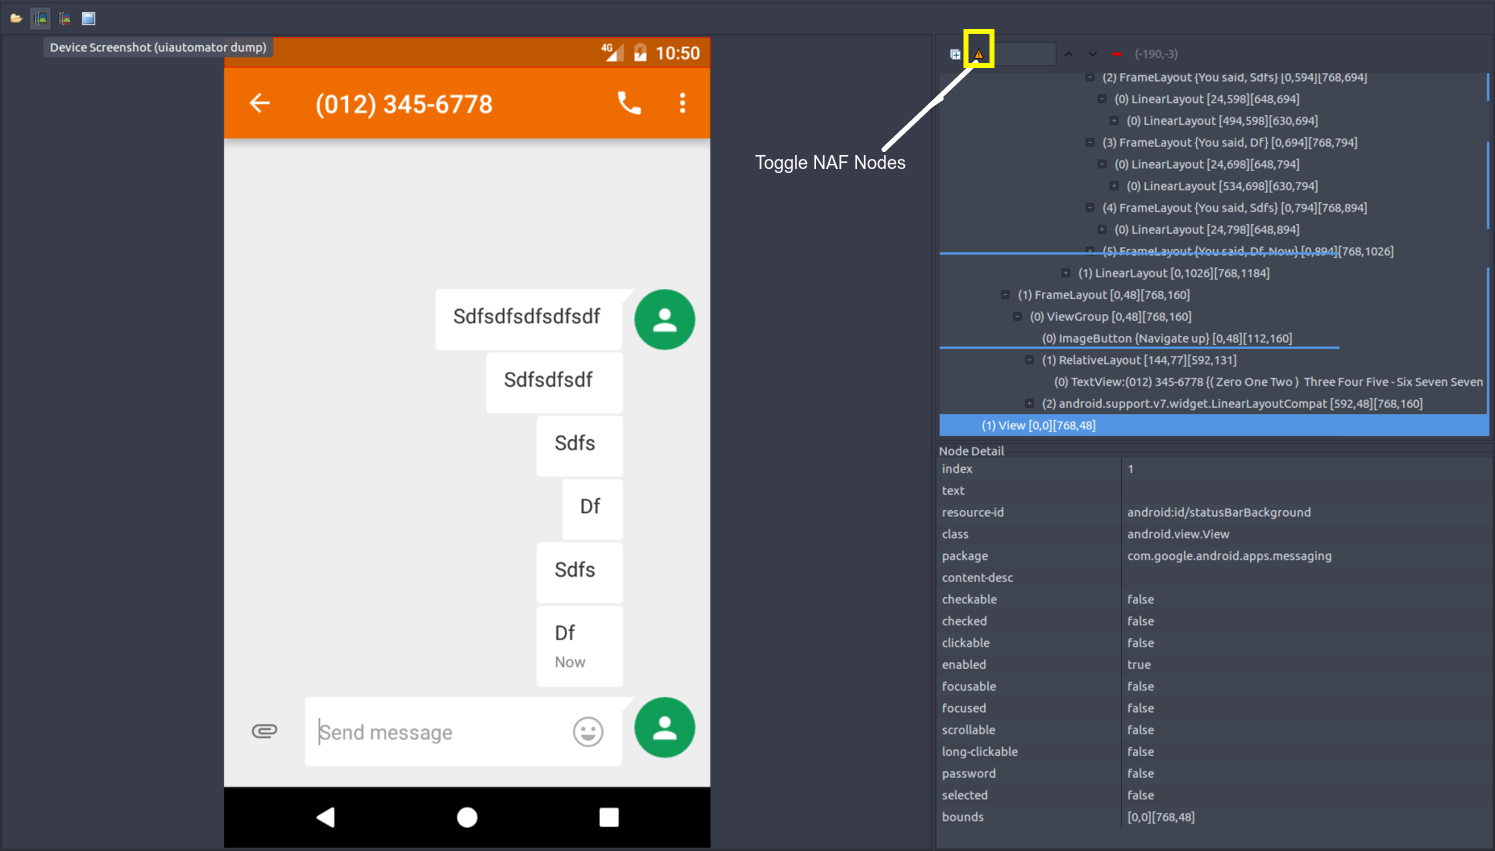 Device Screenshot (uiautomator dump)
4G 10:50
(012) 345-6778
Sdfsdfsdfsdfsdf
Sdfsdfsdf
Sdfs
Df
Sdfs
Df
Now
Send message
Toggle NAF Nodes
(-190,-3)
(2) FrameLayout {You said, Sdfs} [0,594][768,694]
(0) LinearLayout [24,598][648,694]
(0) LinearLayout [494,598][630,694]
(3) FrameLayout {You said, Df} [0,694][768,794]
(0) LinearLayout [24,698][648,794]
(0) LinearLayout [534,698][630,794]
(4) FrameLayout {You said, Sdfs} [0,794][768,894]
(0) LinearLayout [24,798][648,894]
(5) FrameLayout {You said, Df, Now} [0,894][768,1026]
(1) LinearLayout [0,1026][768,1184]
(1) FrameLayout [0,48][768,160]
(0) ViewGroup [0,48][768,160]
(0) ImageButton {Navigate up} [0,48][112,160]
(1) RelativeLayout [144,77][592,131]
(0) TextView:(012) 345-6778 {( Zero One Two )  Three Four Five - Six Seven Seven
(2) android.support.v7.widget.LinearLayoutCompat [592,48][768,160]
(1) View [0,0][768,48]
Node Detail
index 1
text
resource-id android:id/statusBarBackground
class android.view.View
package com.google.android.apps.messaging
content-desc
checkable false
checked false
clickable false
enabled true
focusable false
focused false
scrollable false
long-clickable false
password false
selected false
bounds [0,0][768,48]